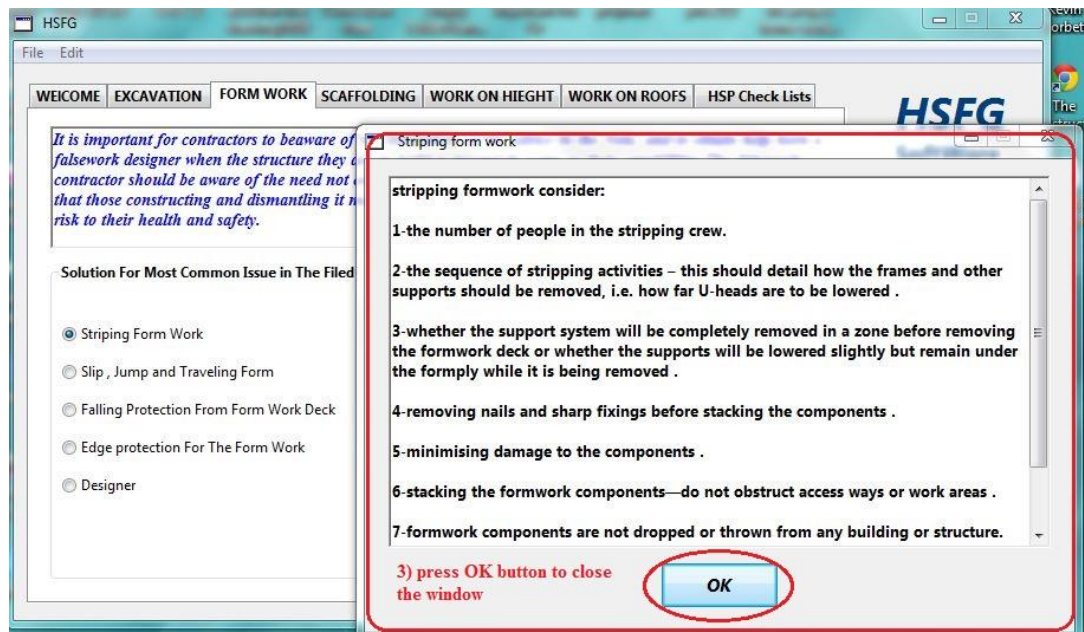 HSFG
File Edit
WElCOME EXCAVATION FORM WORK SCAFFOLDING WORK ON HIEGHT WORK ON ROOFS HSP Check Lists
HSFG
The
It is important for contractors to beaware of
falsework designer when the structure they
contractor should be aware of the need not
that those constructing and dismantling it
risk to their health and safety.
Solution For Most Common Issue in The Filed
Striping Form Work
Slip , Jump and Traveling Form
Falling Protection From Form Work Deck
Edge protection For The Form Work
Designer
Striping form work
stripping formwork consider:
1-the number of people in the stripping crew.
2-the sequence of stripping activities – this should detail how the frames and other
supports should be removed, i.e. how far U-heads are to be lowered .
3-whether the support system will be completely removed in a zone before removing
the formwork deck or whether the supports will be lowered slightly but remain under
the formply while it is being removed .
4-removing nails and sharp fixings before stacking the components .
5-minimising damage to the components .
6-stacking the formwork components—do not obstruct access ways or work areas .
7-formwork components are not dropped or thrown from any building or structure.
3) press OK button to close
the window
OK